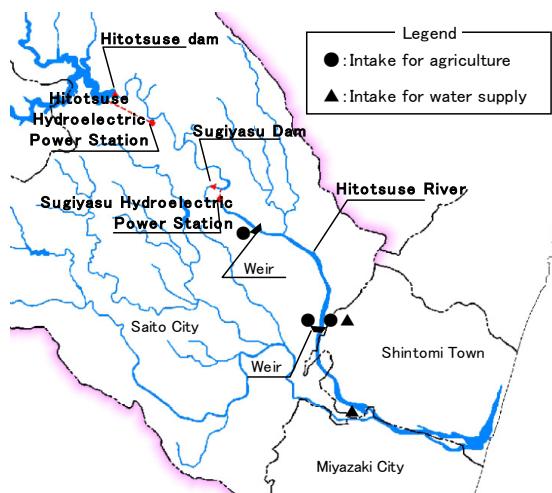 Hitotsuse dam
Legend
:Intake for agriculture
:Intake for water supply
Hitotsuse
Hydroelectric
Power Station
Sugiyasu Dam
Hitotsuse River
Sugiyasu Hydroelectric
Power Station
Weir
Saito City
Weir
Shintomi Town
Miyazaki City